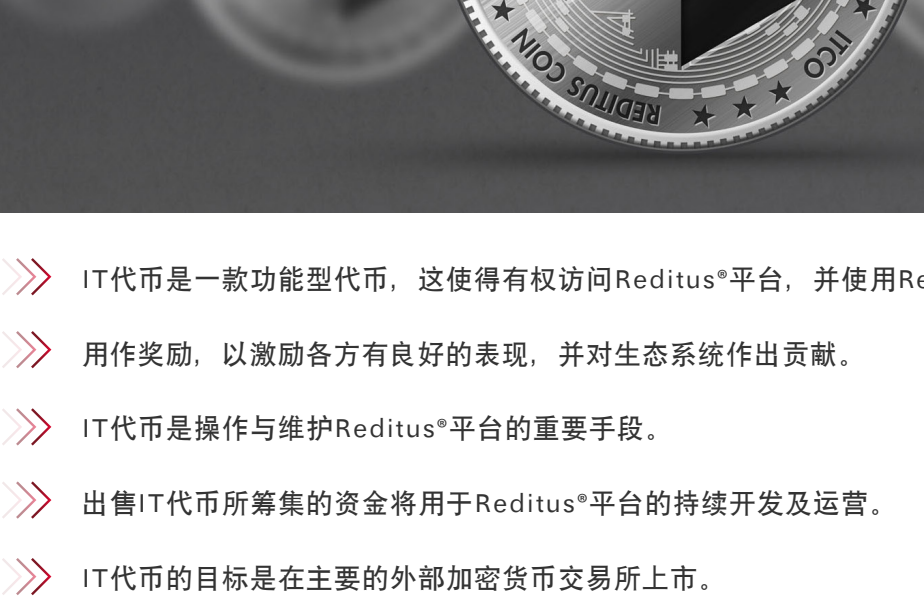 REDITUS COIN
ITCO
IT代币是一款功能型代币，这使得有权访问Reditus®平台，并使用Re
用作奖励，以激励各方有良好的表现，并对生态系统作出贡献。
IT代币是操作与维护Reditus®平台的重要手段。
出售IT代币所筹集的资金将用于Reditus®平台的持续开发及运营。
IT代币的目标是在主要的外部加密货币交易所上市。